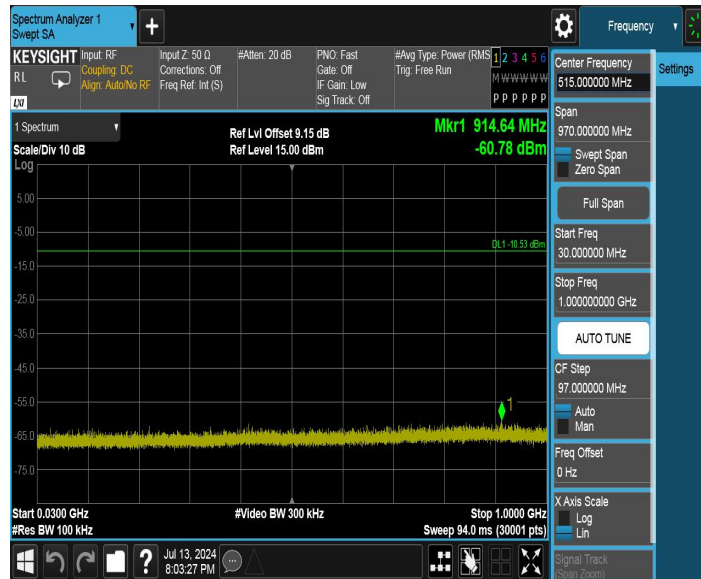 Spectrum Analyzer 1
Swept SA
+
Frequency
KEYSIGHT
RL
LXI
Input: RF
Coupling: DC
Align: Auto/No RF
Input Z: 50 Ω
Corrections: Off
Freq Ref: Int (S)
#Atten: 20 dB
PNO: Fast
Gate: Off
IF Gain: Low
Sig Track: Off
#Avg Type: Power (RMS
Trig: Free Run
1 2 3 4 5 6
M W W W W W
P P P P P P
Center Frequency
515.000000 MHz
Settings
Span
970.000000 MHz
Swept Span
Zero Span
Full Span
Start Freq
30.000000 MHz
Stop Freq
1.000000000 GHz
AUTO TUNE
CF Step
97.000000 MHz
Auto
Man
Freq Offset
0 Hz
X Axis Scale
Log
Lin
Signal Track
(Span Zoom)
1 Spectrum
Scale/Div 10 dB
Log
Ref Lvl Offset 9.15 dB
Ref Level 15.00 dBm
Mkr1 914.64 MHz
-60.78 dBm
5.00
-5.00
DL1 -10.53 dBm
-15.0
-25.0
-35.0
-45.0
-55.0
1
-65.0
-75.0
Start 0.0300 GHz
#Video BW 300 kHz
Stop 1.0000 GHz
#Res BW 100 kHz
Sweep 94.0 ms (30001 pts)
?
Jul 13, 2024
8:03:27 PM